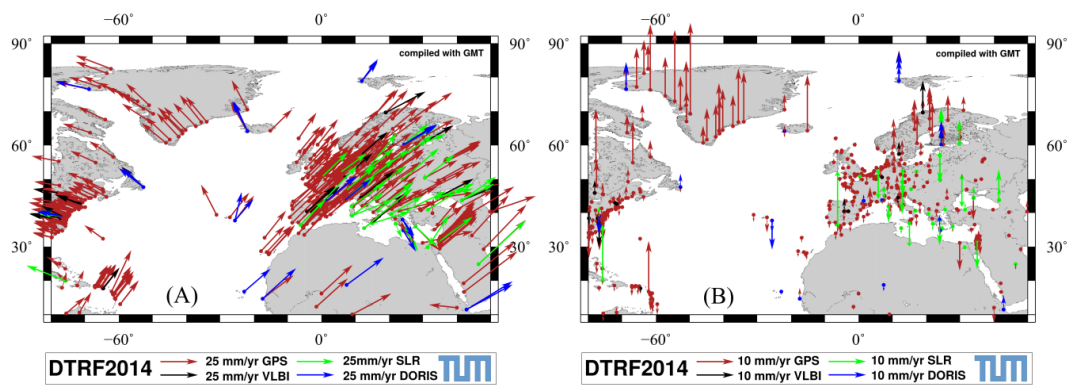 −60° 0° −60° 0°
90° compiled with GMT 90° 90° compiled with GMT 90°
60° 60° 60° 60°
30° 30° 30° 30°
(A) (B)
−60° 0° −60° 0°
DTRF2014 25 mm/yr GPS 25mm/yr SLR TUM DTRF2014 10 mm/yr GPS 10 mm/yr SLR TUM
25 mm/yr VLBI 25 mm/yr DORIS 10 mm/yr VLBI 10 mm/yr DORIS